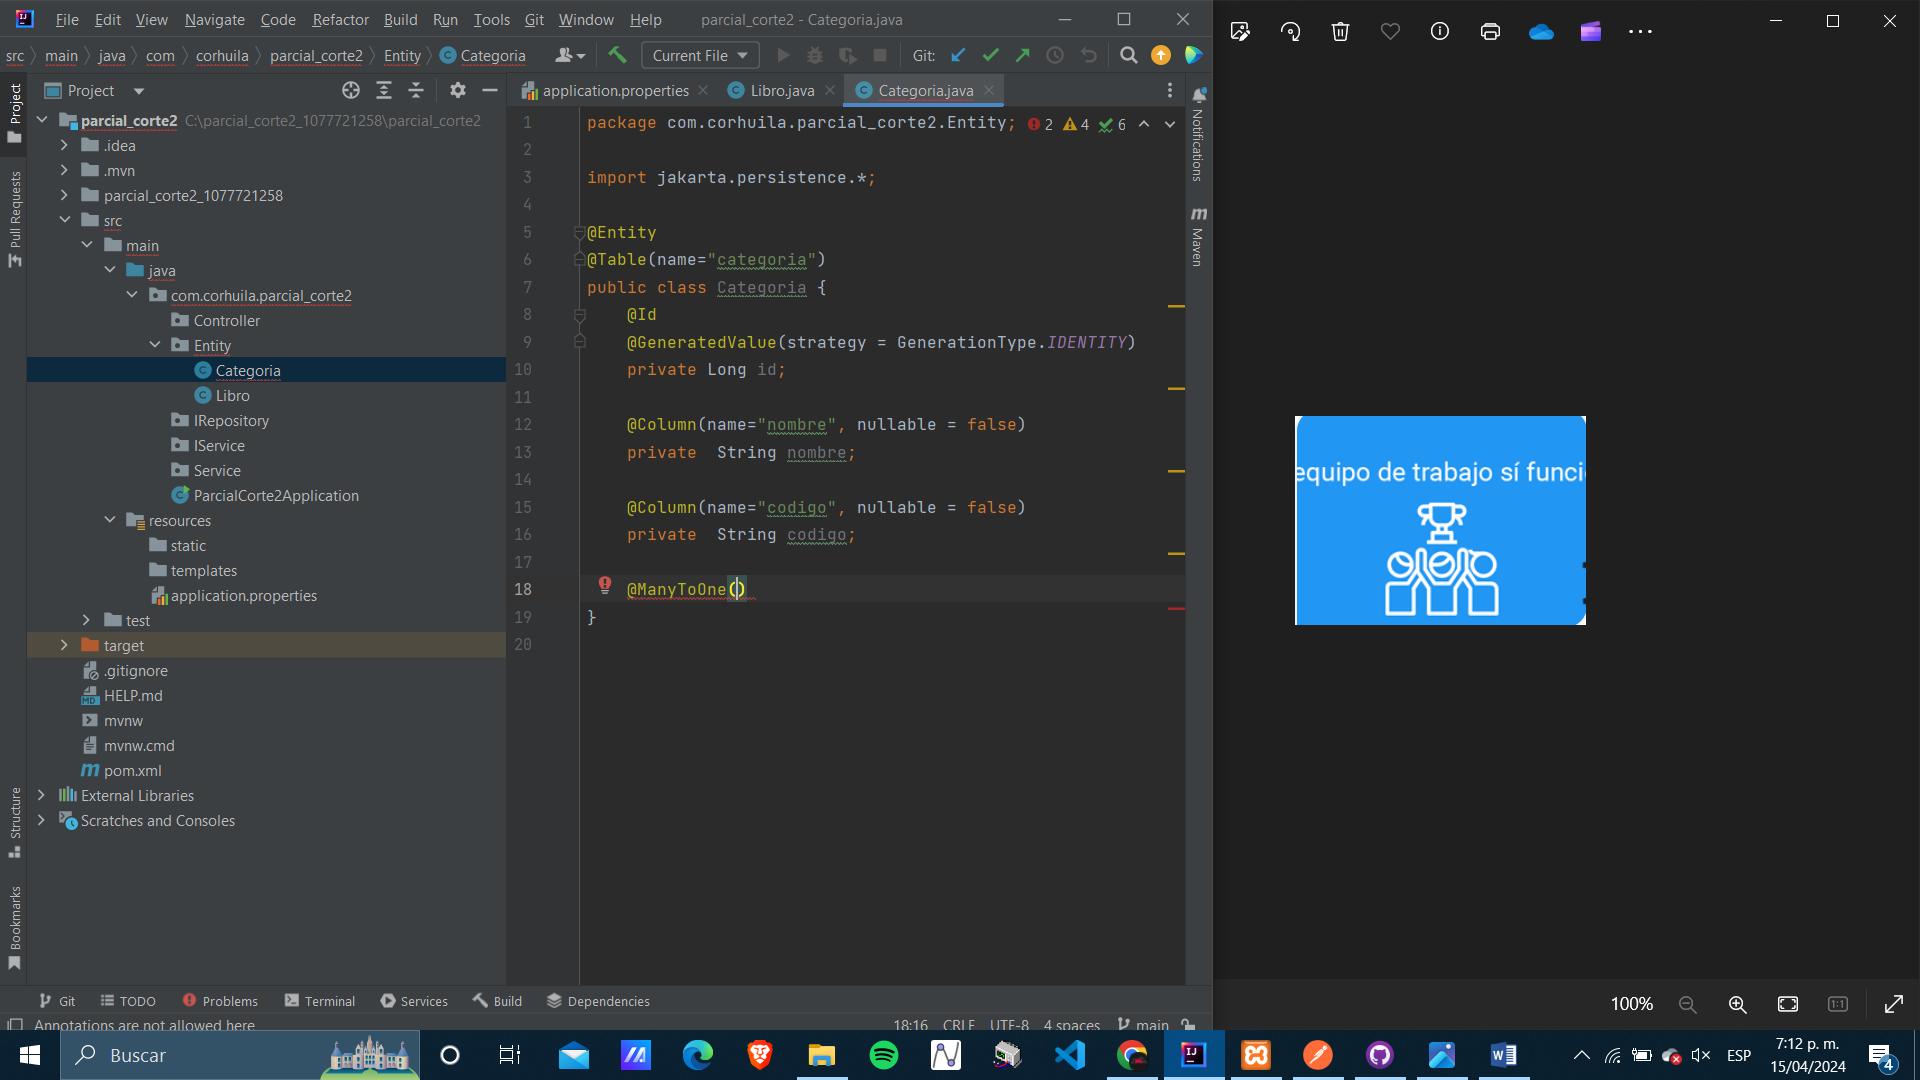 File Edit View Navigate Code Refactor Build Run Tools Git Window Help parcial_corte2 - Categoria.java
src main java com corhuila parcial_corte2 Entity Categoria Current File Git:
Project
application.properties Libro.java Categoria.java
parcial_corte2 C:\parcial_corte2_1077721258\parcial_corte2
.idea
.mvn
parcial_corte2_1077721258
src
main
java
com.corhuila.parcial_corte2
Controller
Entity
Categoria
Libro
IRepository
IService
Service
ParcialCorte2Application
resources
static
templates
application.properties
test
target
.gitignore
HELP.md
mvnw
mvnw.cmd
pom.xml
External Libraries
Scratches and Consoles
Project
Pull Requests
Structure
Bookmarks
1 package com.corhuila.parcial_corte2.Entity; 2 4 6
2
3 import jakarta.persistence.*;
4
5 @Entity
6 @Table(name="categoria")
7 public class Categoria {
8 @Id
9 @GeneratedValue(strategy = GenerationType.IDENTITY)
10 private Long id;
11
12 @Column(name="nombre", nullable = false)
13 private String nombre;
14
15 @Column(name="codigo", nullable = false)
16 private String codigo;
17
18 @ManyToOne()
19 }
20
Notifications
Maven
equipo de trabajo sí funci
100% 1:1
Git TODO Problems Terminal Services Build Dependencies
Annotations are not allowed here 18:16 CRLF UTF-8 4 spaces main
Buscar ESP 7:12 p. m.
15/04/2024 4